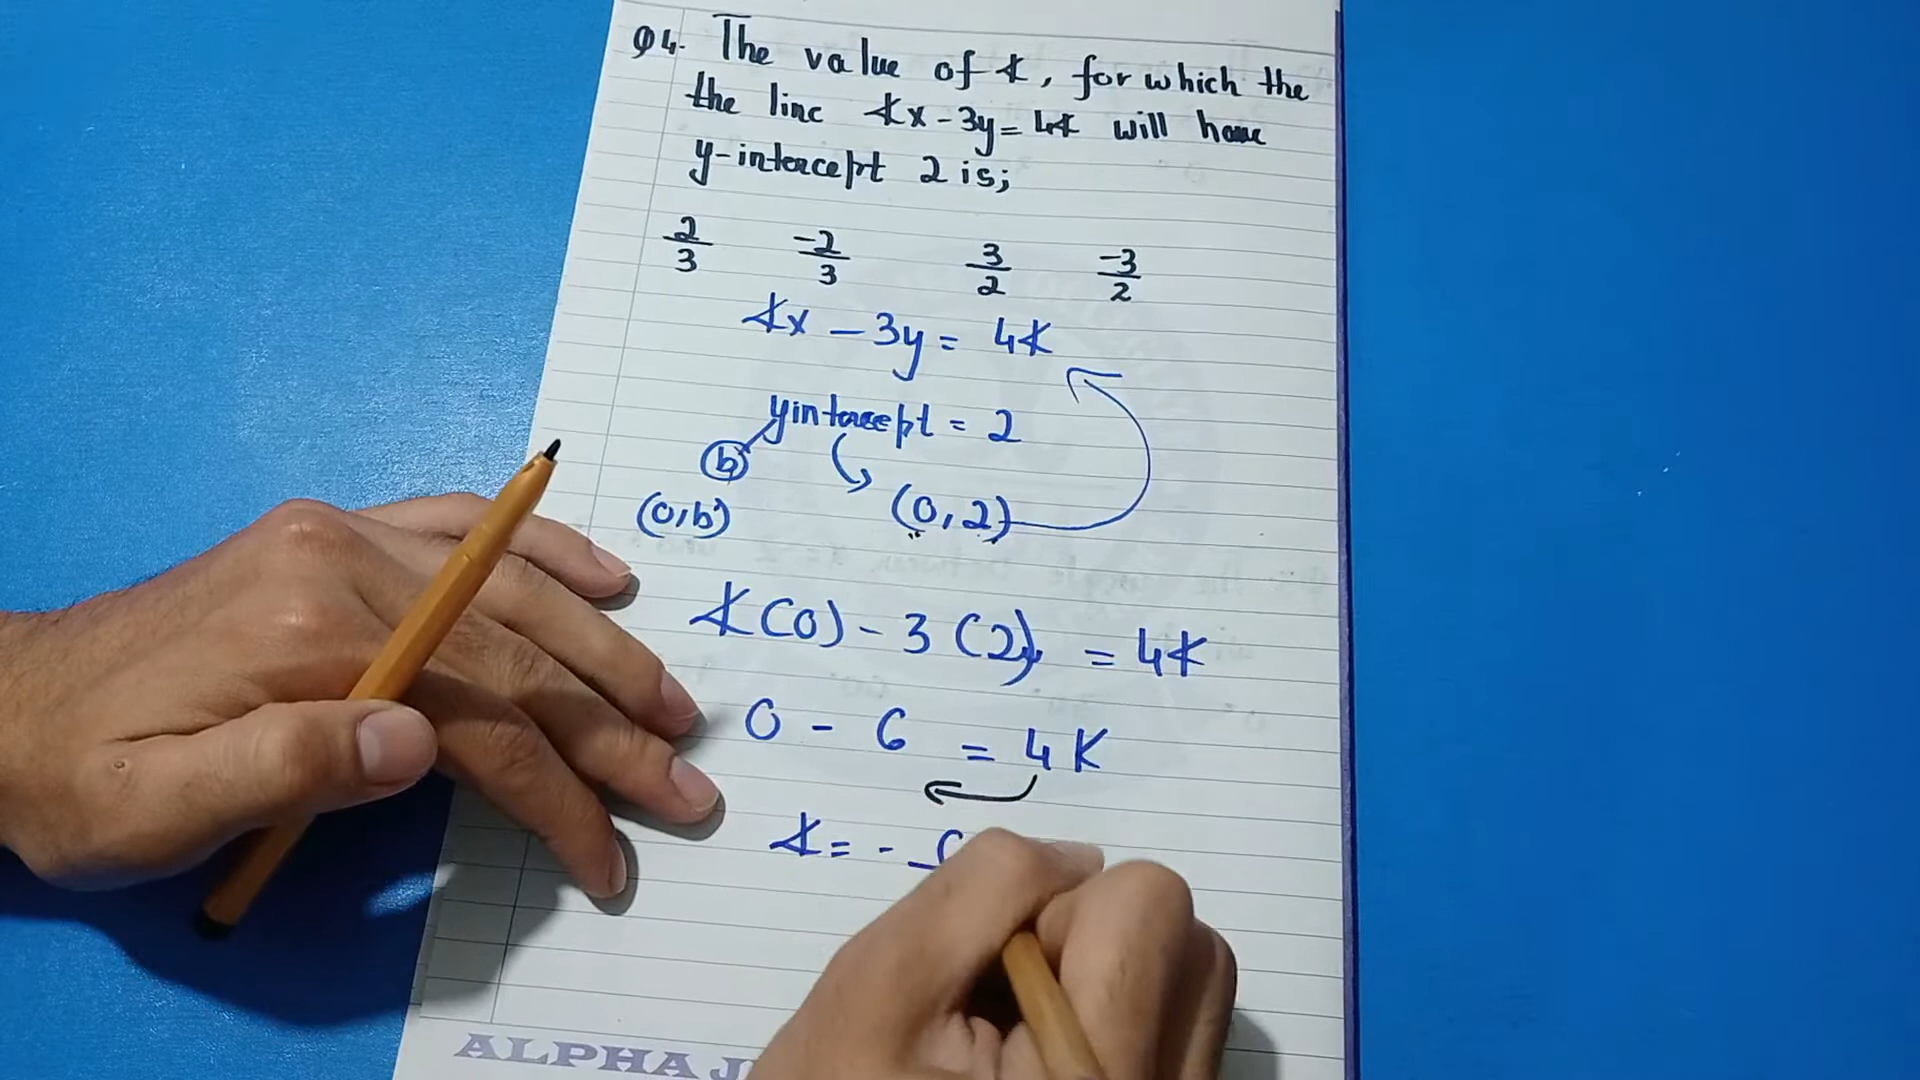 Q4. The value of k, for which the
the line kx - 3y = 4k will have
y-intercept 2 is;
2/3 -2/3 3/2 -3/2
kx - 3y = 4k
y intercept = 2
b
(0, b) (0, 2)
k(0) - 3(2) = 4k
0 - 6 = 4K
k = -
ALPHA